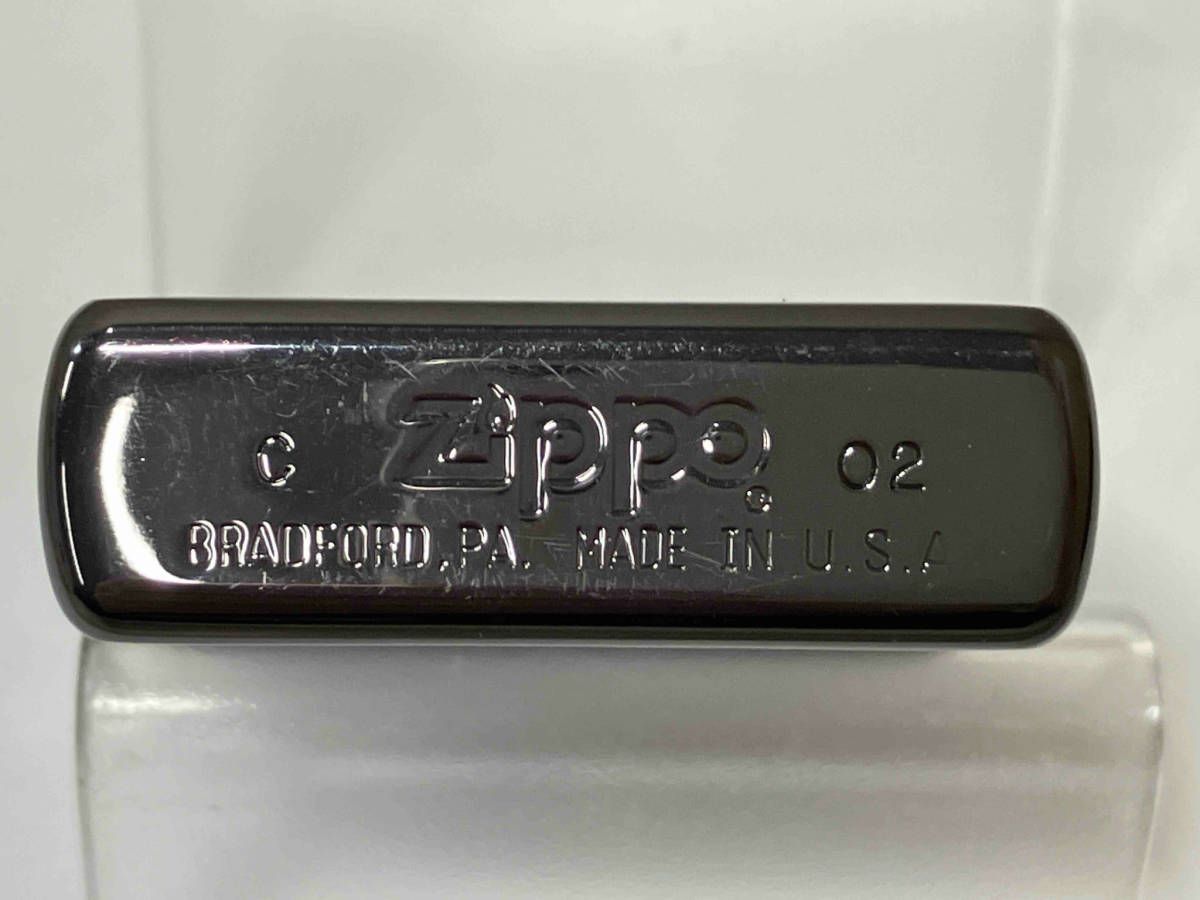 C Zippo ® 02
BRADFORD, PA. MADE IN U.S.A